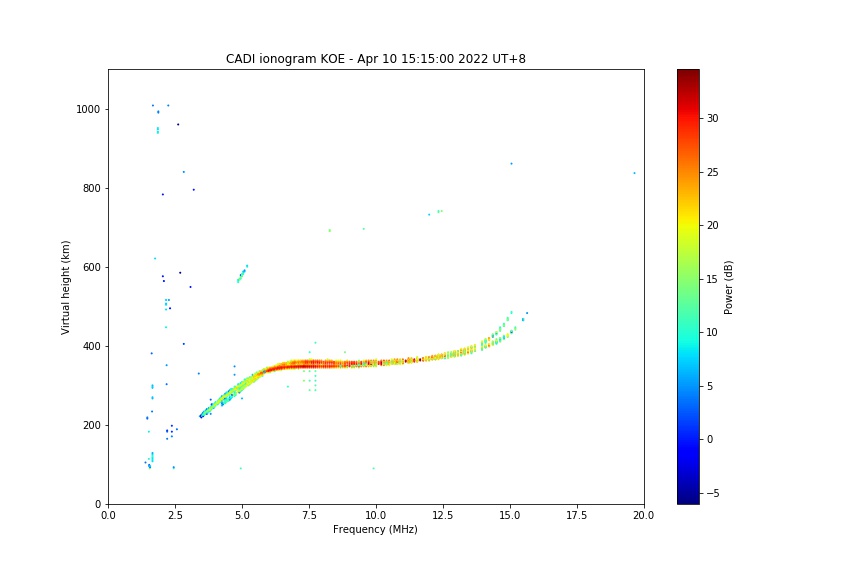 CADI ionogram KOE - Apr 10 15:15:00 2022 UT+8
1000
800
600
400
200
0
Virtual height (km)
0.0 2.5 5.0 7.5 10.0 12.5 15.0 17.5 20.0
Frequency (MHz)
30
25
20
15
10
5
0
−5
Power (dB)